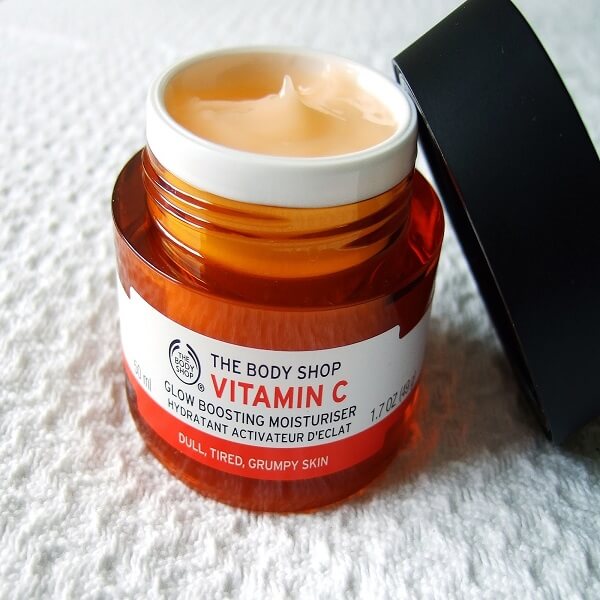 THE
BODY
SHOP
®
THE BODY SHOP
VITAMIN C
50 ml
GLOW BOOSTING MOISTURISER
1.7 OZ
HYDRATANT ACTIVATEUR D'ECLAT
DULL, TIRED, GRUMPY SKIN